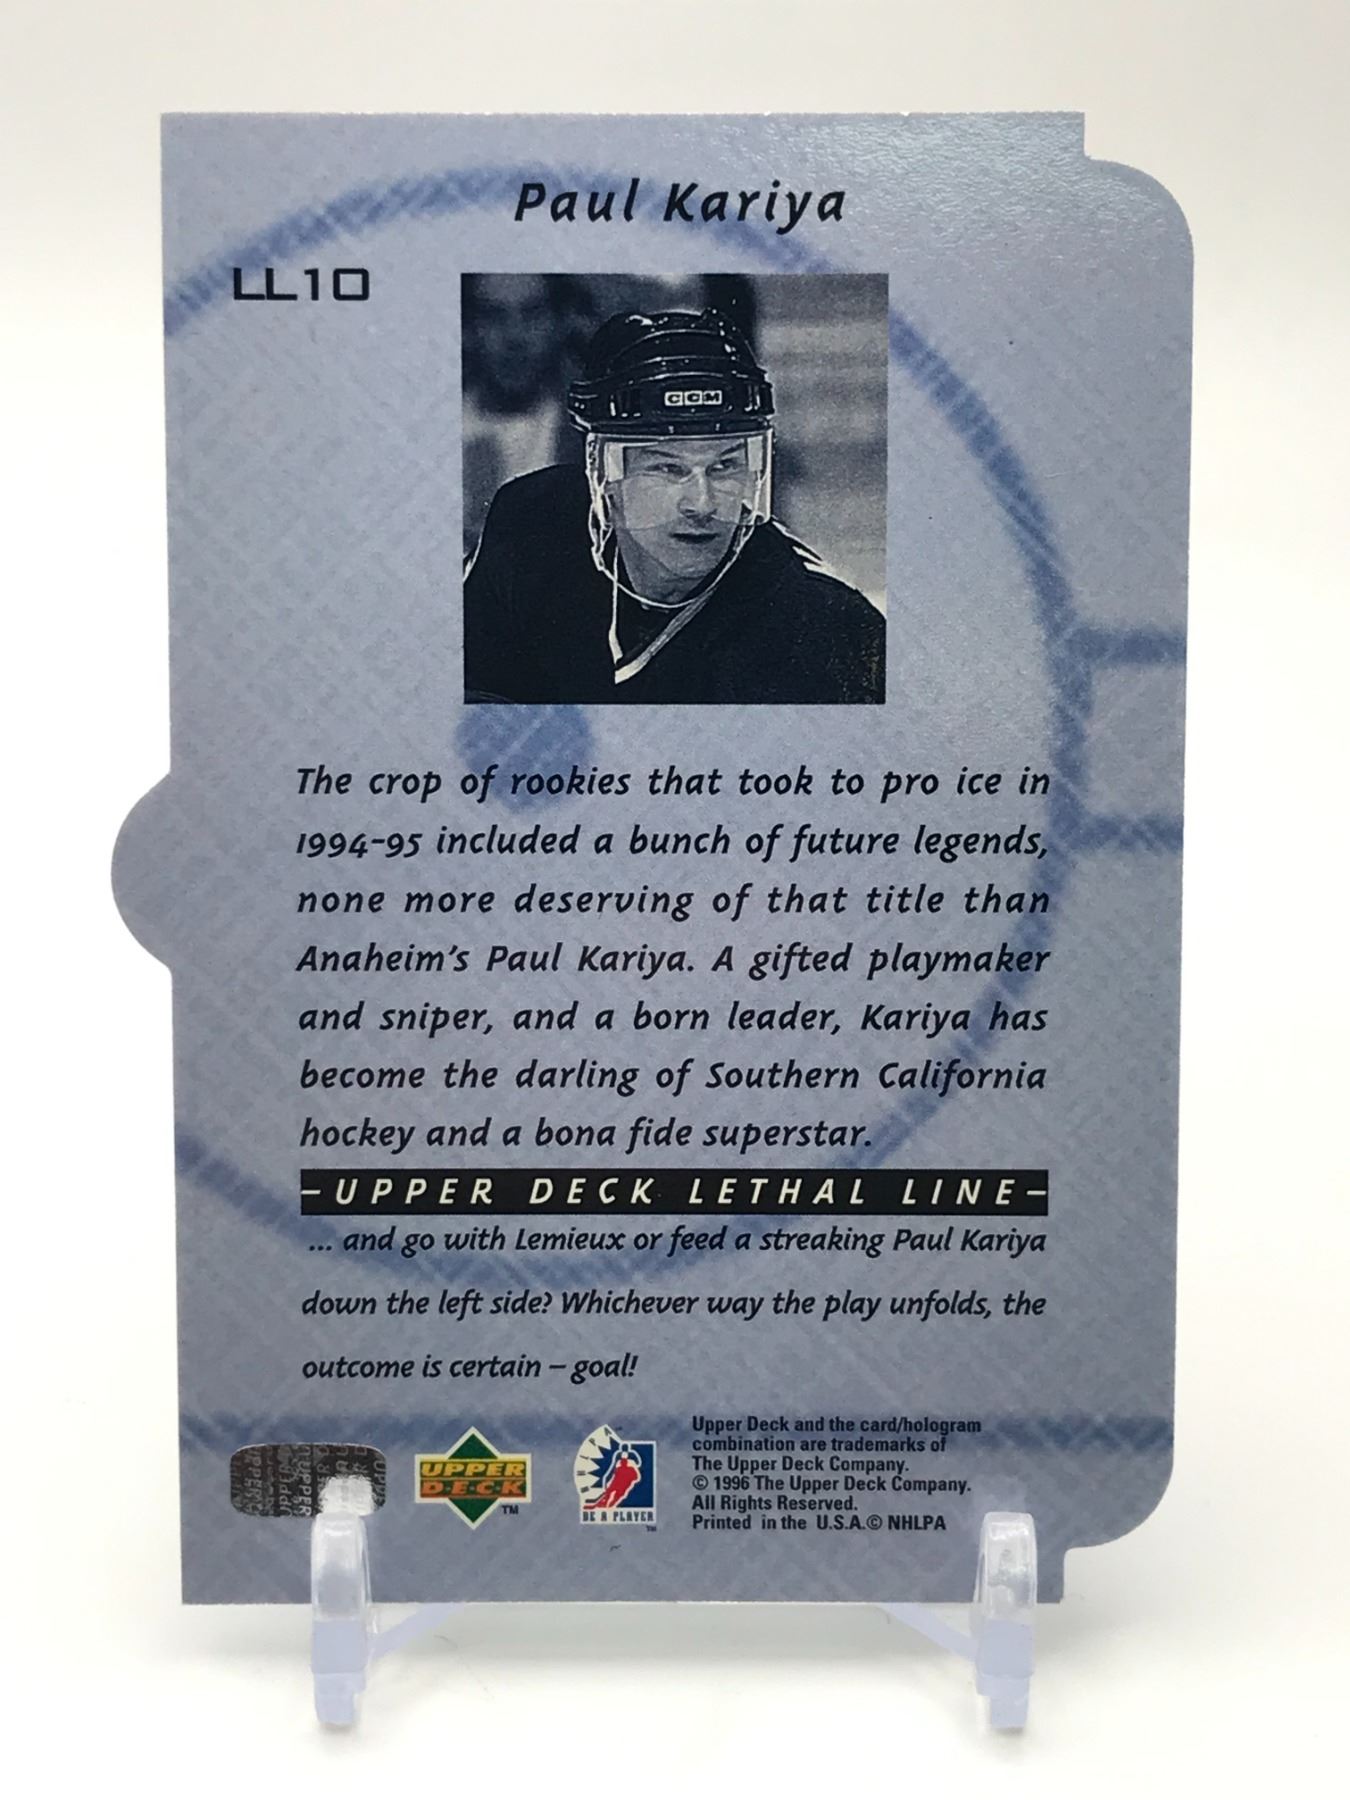 Paul Kariya
LL10
CCM
The crop of rookies that took to pro ice in
1994-95 included a bunch of future legends,
none more deserving of that title than
Anaheim's Paul Kariya. A gifted playmaker
and sniper, and a born leader, Kariya has
become the darling of Southern California
hockey and a bona fide superstar.
–UPPER DECK LETHAL LINE–
... and go with Lemieux or feed a streaking Paul Kariya
down the left side? Whichever way the play unfolds, the
outcome is certain – goal!
UPPER
D·E·C·K
TM
NHLPA
BE A PLAYER
TM
Upper Deck and the card/hologram
combination are trademarks of
The Upper Deck Company.
© 1996 The Upper Deck Company.
All Rights Reserved.
Printed in the U.S.A.© NHLPA